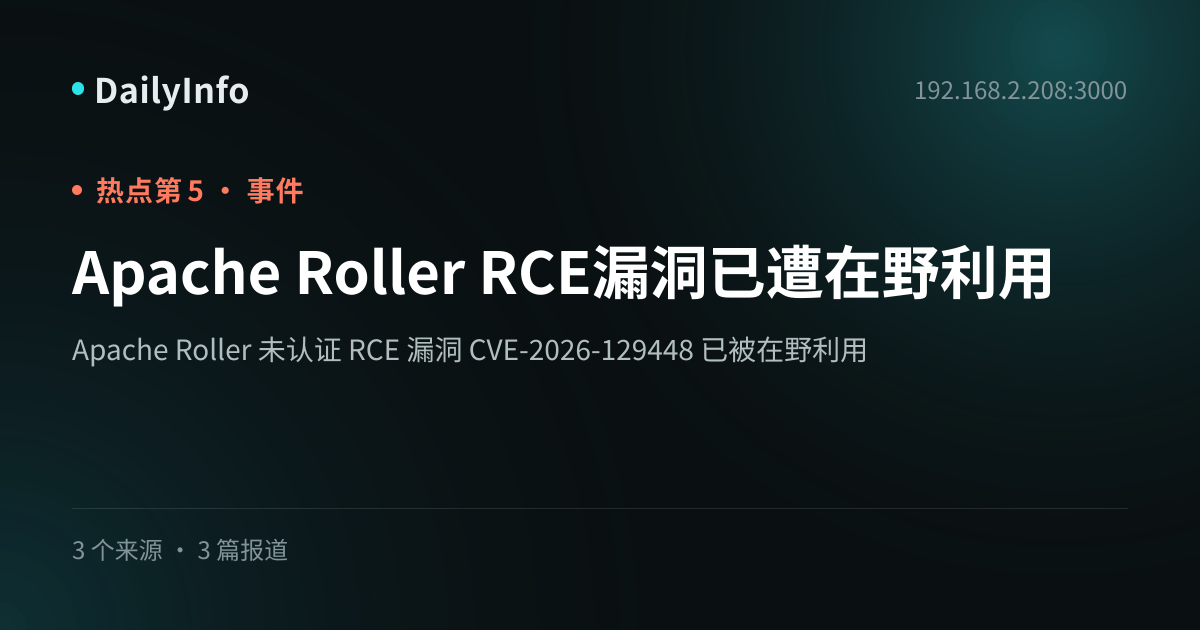 DailyInfo
192.168.2.208:3000
热点第 5 · 事件
Apache Roller RCE漏洞已遭在野利用
Apache Roller 未认证 RCE 漏洞 CVE-2026-129448 已被在野利用
3 个来源 · 3 篇报道